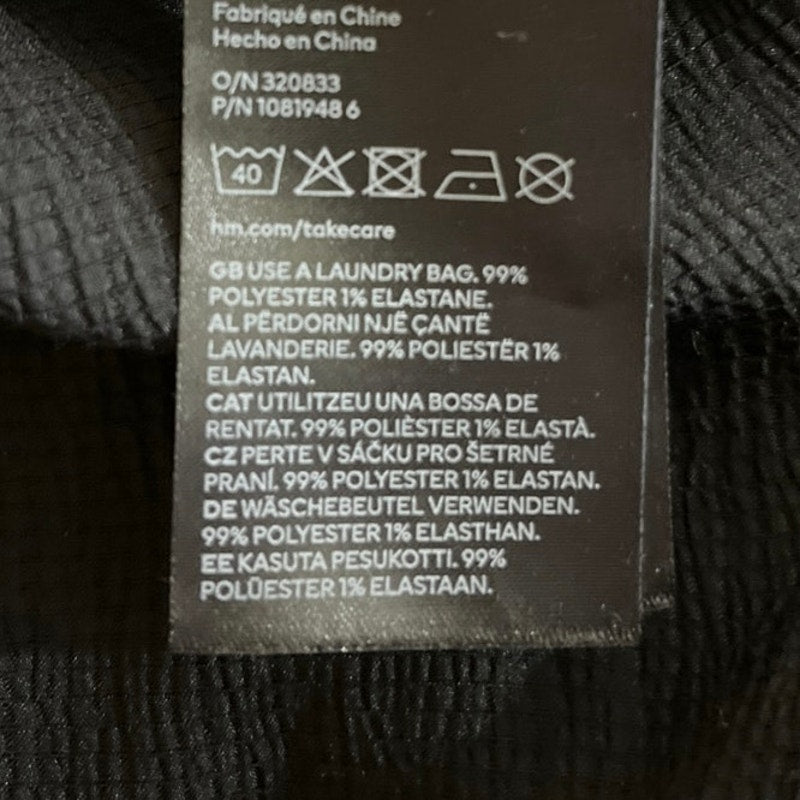 Fabriqué en Chine
Hecho en China
O/N 320833
P/N 1081948 6
40
hm.com/takecare
GB USE A LAUNDRY BAG. 99%
POLYESTER 1% ELASTANE.
AL PËRDORNI NJË ÇANTË
LAVANDERIE. 99% POLIESTËR 1%
ELASTAN.
CAT UTILITZEU UNA BOSSA DE
RENTAT. 99% POLIÈSTER 1% ELASTÀ.
CZ PERTE V SÁČKU PRO ŠETRNÉ
PRANÍ. 99% POLYESTER 1% ELASTAN.
DE WÄSCHEBEUTEL VERWENDEN.
99% POLYESTER 1% ELASTHAN.
EE KASUTA PESUKOTTI. 99%
POLÜESTER 1% ELASTAAN.